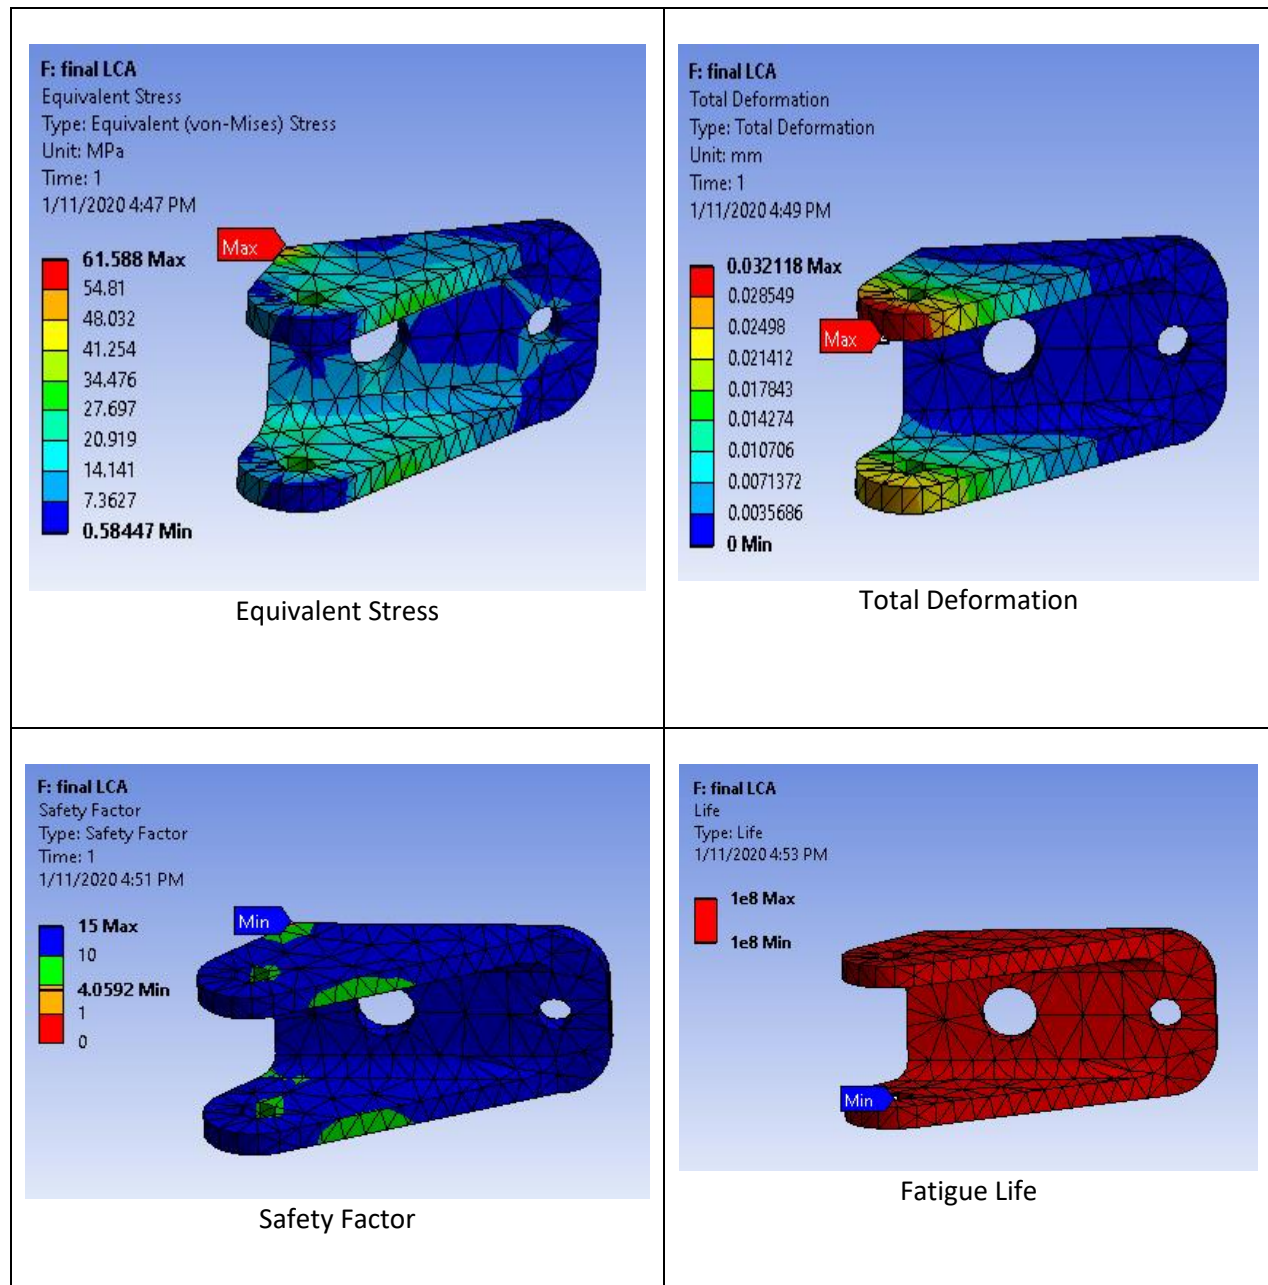 F: final LCA
Equivalent Stress
Type: Equivalent (von-Mises) Stress
Unit: MPa
Time: 1
1/11/2020 4:47 PM
Max
61.588 Max
54.81
48.032
41.254
34.476
27.697
20.919
14.141
7.3627
0.58447 Min
Equivalent Stress
F: final LCA
Total Deformation
Type: Total Deformation
Unit: mm
Time: 1
1/11/2020 4:49 PM
0.032118 Max
0.028549
0.02498
0.021412
0.017843
0.014274
0.010706
0.0071372
0.0035686
0 Min
Max
Total Deformation
F: final LCA
Safety Factor
Type: Safety Factor
Time: 1
1/11/2020 4:51 PM
Min
15 Max
10
4.0592 Min
1
0
Safety Factor
F: final LCA
Life
Type: Life
1/11/2020 4:53 PM
1e8 Max
1e8 Min
Min
Fatigue Life